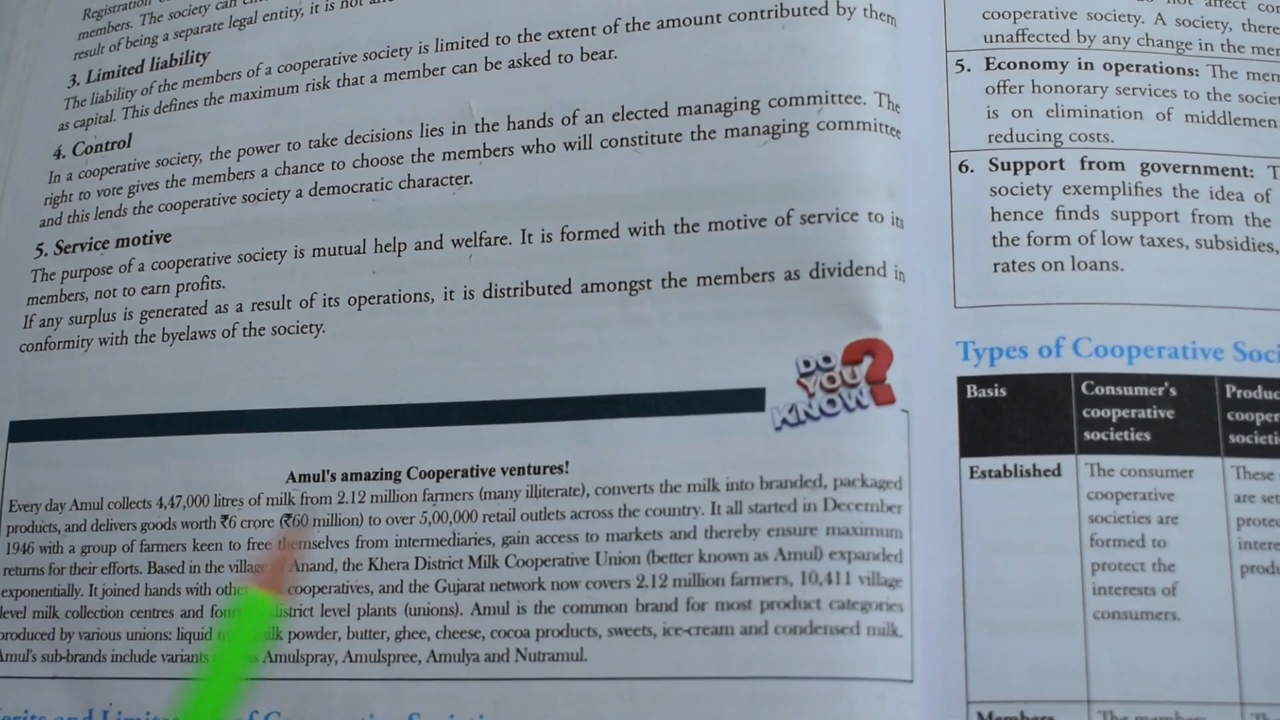 Registration
members. The society can
result of being a separate legal entity, it is not
3. Limited liability
The liability of the members of a cooperative society is limited to the extent of the amount contributed by them
as capital. This defines the maximum risk that a member can be asked to bear.
4. Control
In a cooperative society, the power to take decisions lies in the hands of an elected managing committee. The
right to vote gives the members a chance to choose the members who will constitute the managing committee
and this lends the cooperative society a democratic character.
5. Service motive
The purpose of a cooperative society is mutual help and welfare. It is formed with the motive of service to its
members, not to earn profits.
If any surplus is generated as a result of its operations, it is distributed amongst the members as dividend in
conformity with the byelaws of the society.
DO
YOU
KNOW?
Amul's amazing Cooperative ventures!
Every day Amul collects 4,47,000 litres of milk from 2.12 million farmers (many illiterate), converts the milk into branded, packaged
products, and delivers goods worth ₹6 crore (₹60 million) to over 5,00,000 retail outlets across the country. It all started in December
1946 with a group of farmers keen to free themselves from intermediaries, gain access to markets and thereby ensure maximum
returns for their efforts. Based in the village Anand, the Khera District Milk Cooperative Union (better known as Amul) expanded
exponentially. It joined hands with cooperatives, and the Gujarat network now covers 2.12 million farmers, 10,411 village
level milk collection centres and district level plants (unions). Amul is the common brand for most product categories
produced by various unions: liquid powder, butter, ghee, cheese, cocoa products, sweets, ice-cream and condensed milk.
Amul's sub-brands include variants Amulspray, Amulspree, Amulya and Nutramul.
of Cooperative
not affect
cooperative society. A society,
unaffected by any change in the
5. Economy in operations: The
offer honorary services to the
is on elimination of middlemen
reducing costs.
6. Support from government:
society exemplifies the idea of
hence finds support from the
the form of low taxes, subsidies,
rates on loans.
Types of Cooperative
Basis
Consumer's
cooperative
societies
Established
The consumer
cooperative
societies are
formed to
protect the
interests of
consumers.
These
are
Members
The